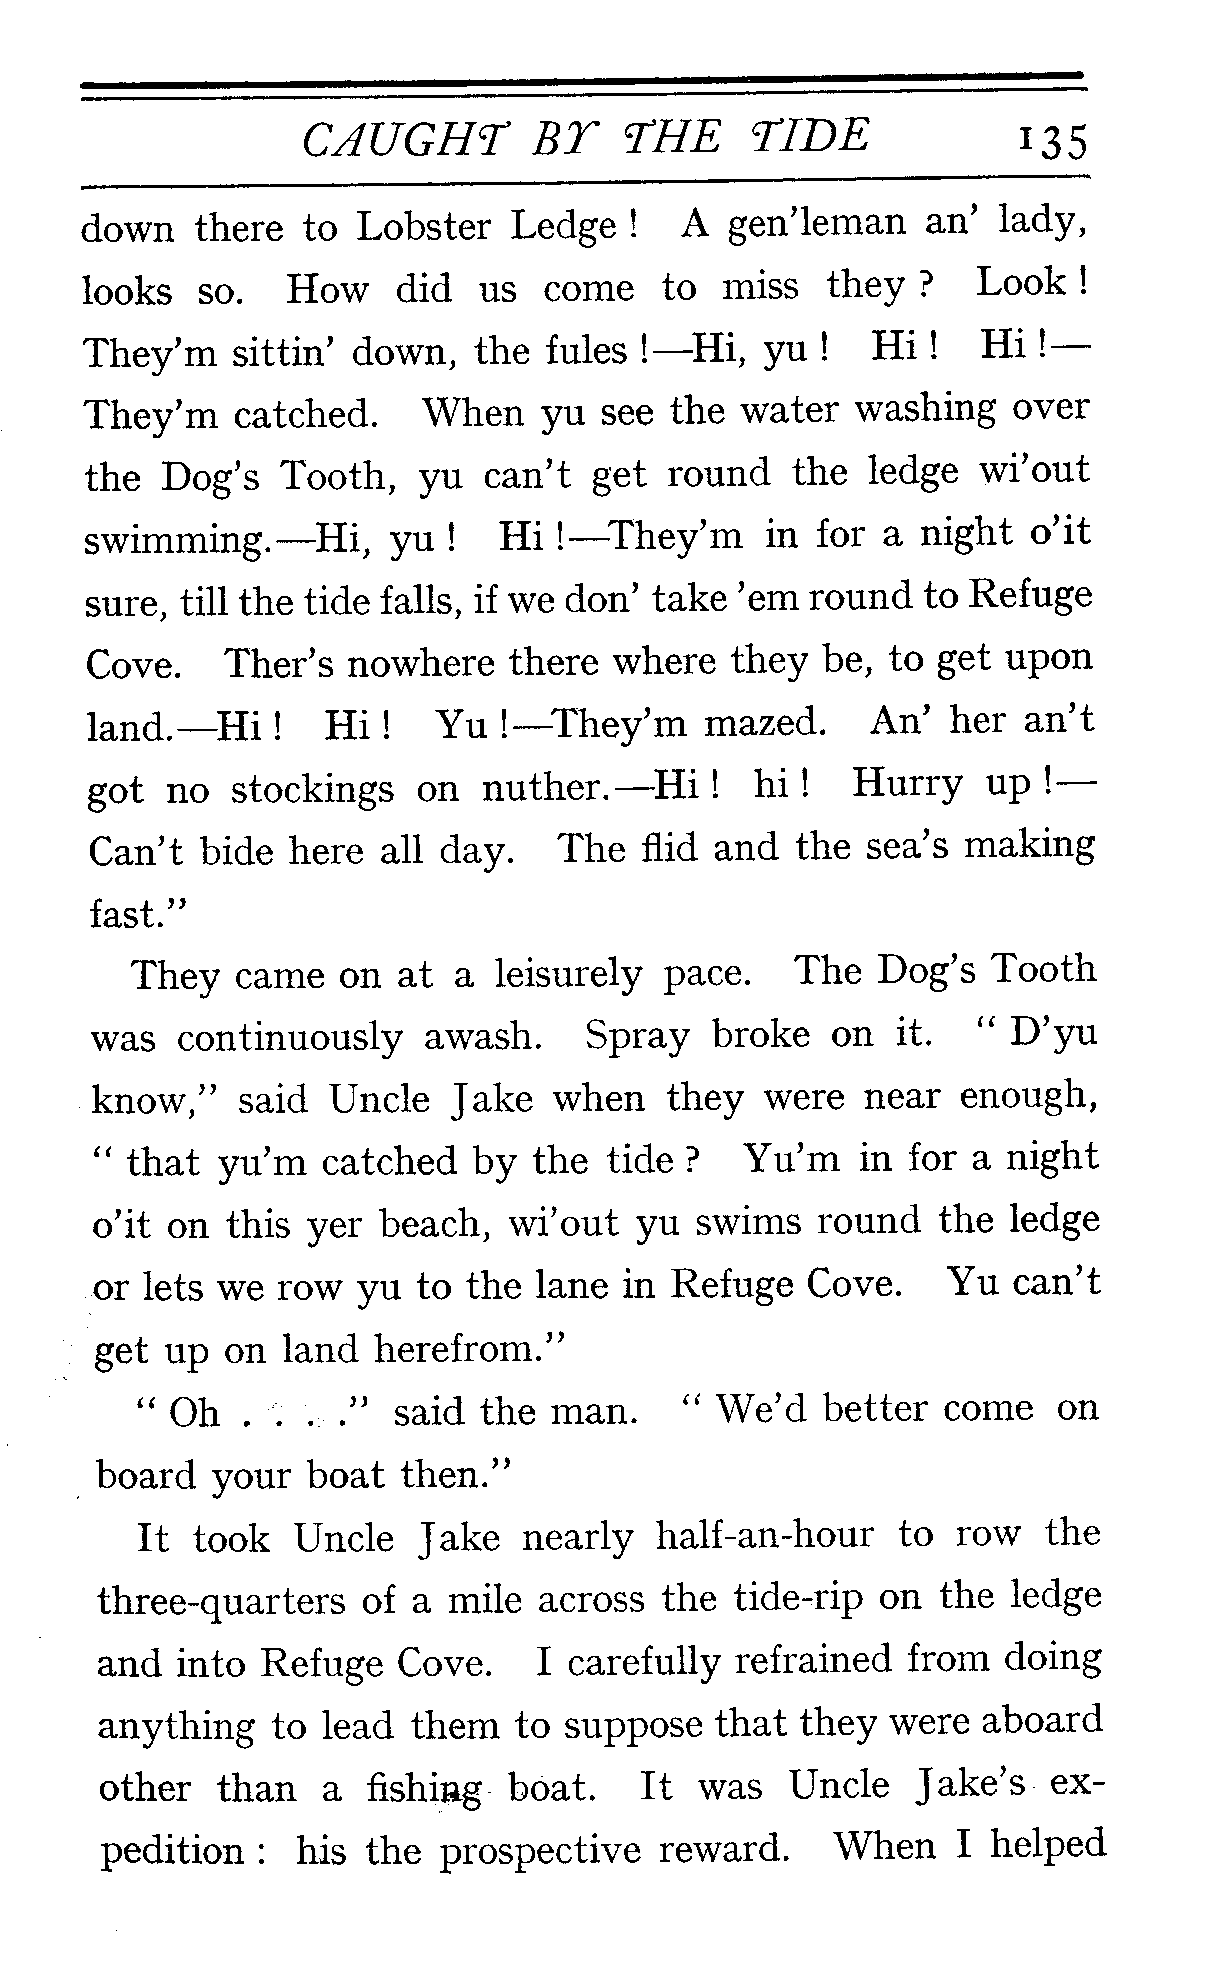 CAUGHT BY THE TIDE 135
down there to Lobster Ledge ! A gen'leman an' lady,
looks so. How did us come to miss they ? Look !
They'm sittin' down, the fules !—Hi, yu ! Hi ! Hi !—
They'm catched. When yu see the water washing over
the Dog's Tooth, yu can't get round the ledge wi'out
swimming.—Hi, yu ! Hi !—They'm in for a night o'it
sure, till the tide falls, if we don' take 'em round to Refuge
Cove. Ther's nowhere there where they be, to get upon
land.—Hi ! Hi ! Yu !—They'm mazed. An' her an't
got no stockings on nuther.—Hi ! hi ! Hurry up !—
Can't bide here all day. The flid and the sea's making
fast."
They came on at a leisurely pace. The Dog's Tooth
was continuously awash. Spray broke on it. " D'yu
know," said Uncle Jake when they were near enough,
" that yu'm catched by the tide ? Yu'm in for a night
o'it on this yer beach, wi'out yu swims round the ledge
or lets we row yu to the lane in Refuge Cove. Yu can't
get up on land herefrom."
" Oh . . . ." said the man. " We'd better come on
board your boat then."
It took Uncle Jake nearly half-an-hour to row the
three-quarters of a mile across the tide-rip on the ledge
and into Refuge Cove. I carefully refrained from doing
anything to lead them to suppose that they were aboard
other than a fishing boat. It was Uncle Jake's ex-
pedition : his the prospective reward. When I helped